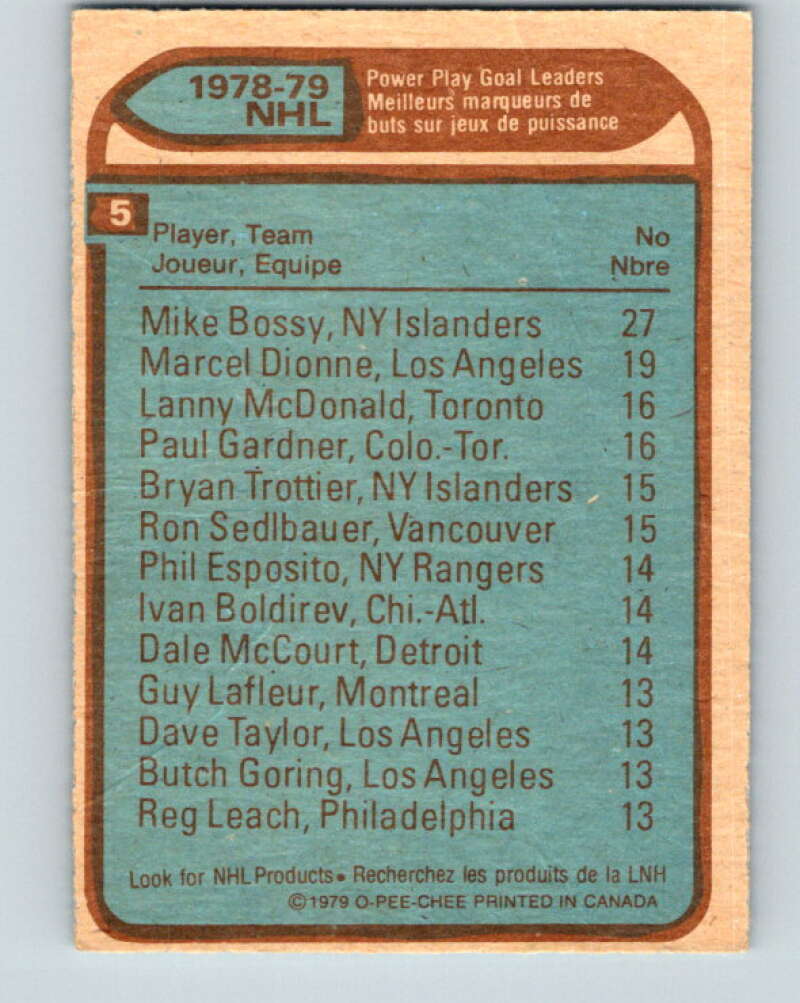 1978-79
NHL
Power Play Goal Leaders
Meilleurs marqueurs de
buts sur jeux de puissance
5
Player, Team No
Joueur, Equipe Nbre
Mike Bossy, NY Islanders 27
Marcel Dionne, Los Angeles 19
Lanny McDonald, Toronto 16
Paul Gardner, Colo.-Tor. 16
Bryan Trottier, NY Islanders 15
Ron Sedlbauer, Vancouver 15
Phil Esposito, NY Rangers 14
Ivan Boldirev, Chi.-Atl. 14
Dale McCourt, Detroit 14
Guy Lafleur, Montreal 13
Dave Taylor, Los Angeles 13
Butch Goring, Los Angeles 13
Reg Leach, Philadelphia 13
Look for NHL Products • Recherchez les produits de la LNH
©1979 O-PEE-CHEE PRINTED IN CANADA